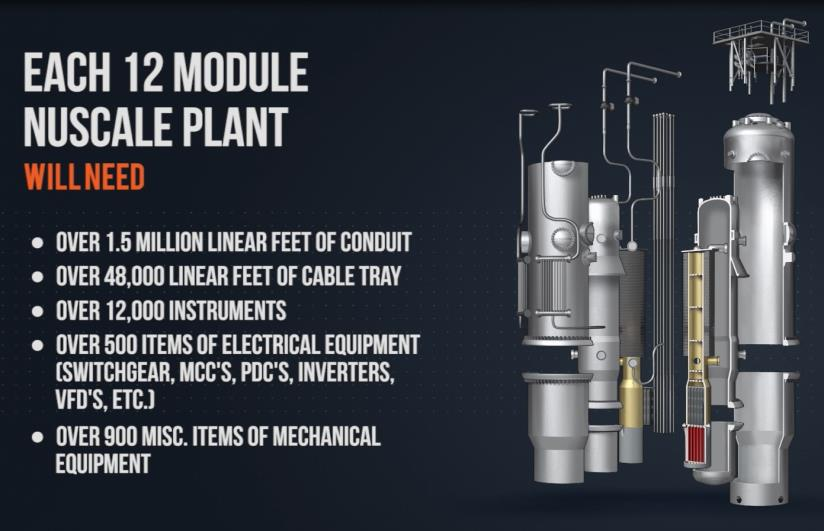 EACH 12 MODULE
NUSCALE PLANT
WILL NEED
• OVER 1.5 MILLION LINEAR FEET OF CONDUIT
• OVER 48,000 LINEAR FEET OF CABLE TRAY
• OVER 12,000 INSTRUMENTS
• OVER 500 ITEMS OF ELECTRICAL EQUIPMENT
(SWITCHGEAR, MCC'S, PDC'S, INVERTERS,
VFD'S, ETC.)
• OVER 900 MISC. ITEMS OF MECHANICAL
EQUIPMENT